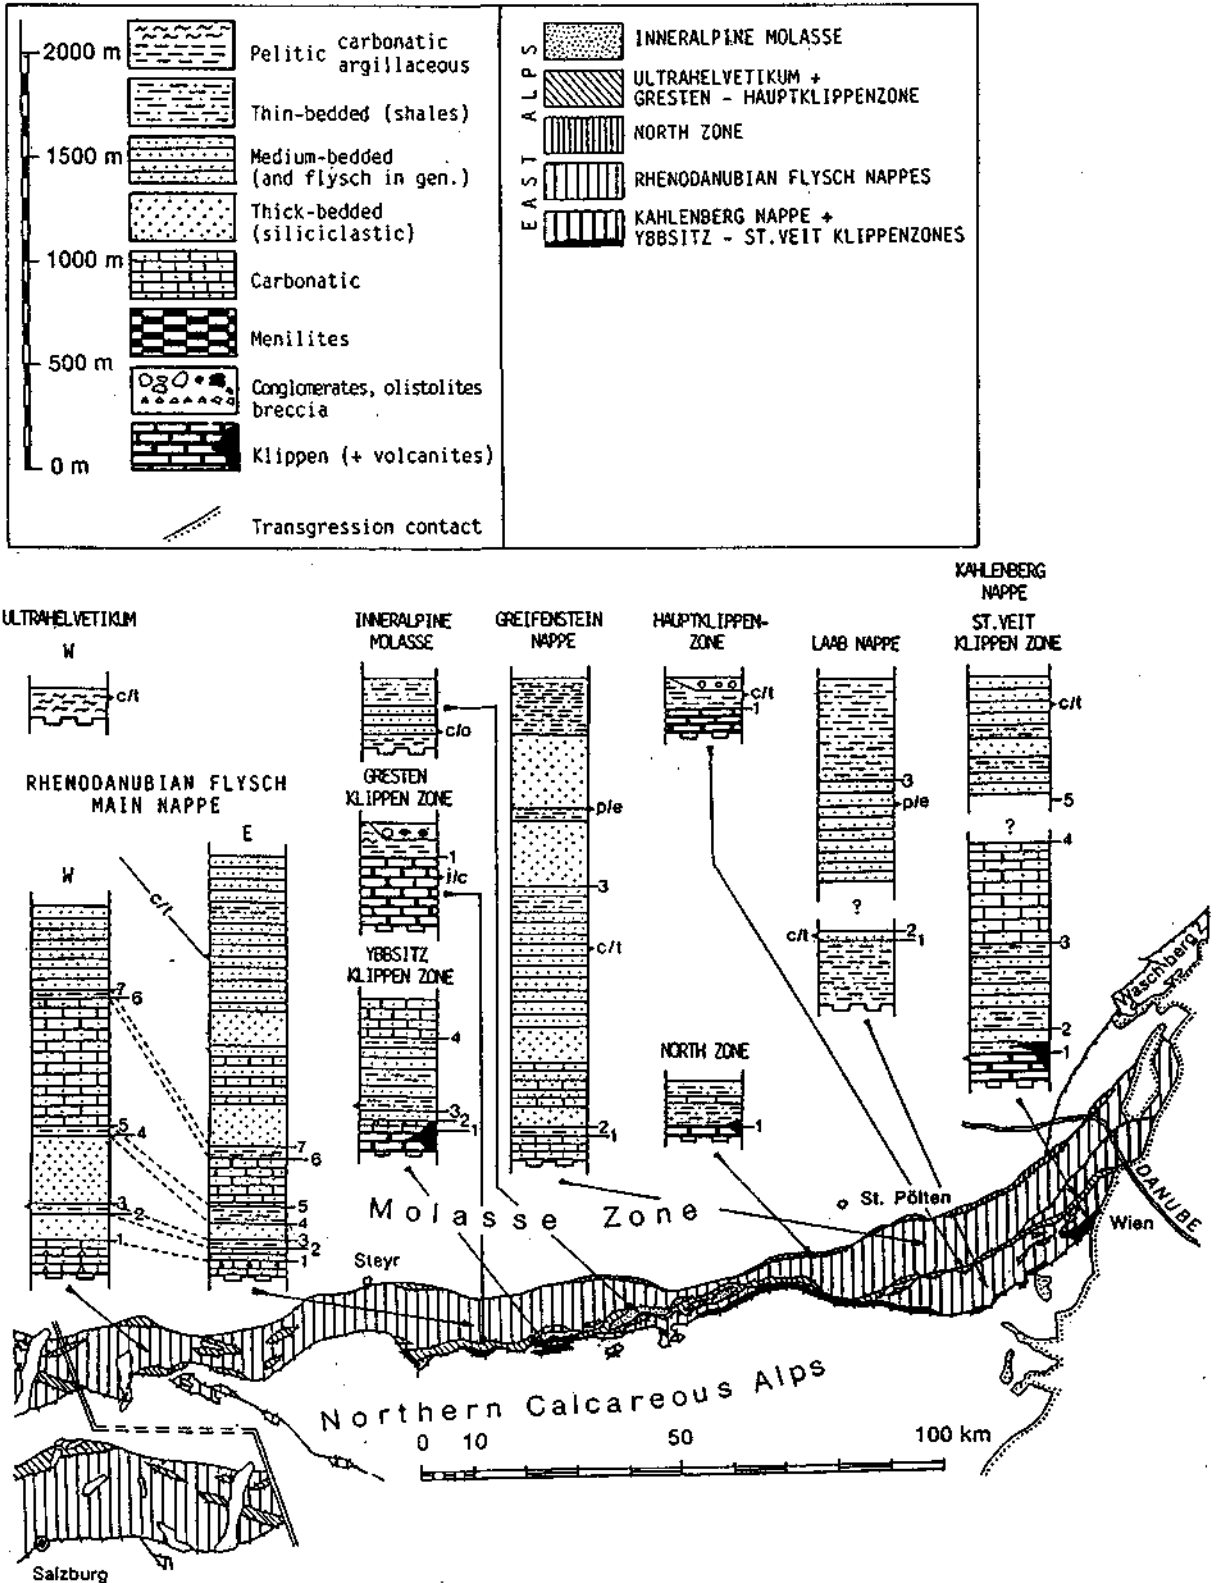 2000 m
1500 m
1000 m
500 m
0 m
Pelitic carbonatic
argillaceous
Thin-bedded (shales)
Medium-bedded
(and flysch in gen.)
Thick-bedded
(siliciclastic)
Carbonatic
Menilites
Conglomerates, olistolites
breccia
Klippen (+ volcanites)
Transgression contact
EAST ALPS
INNERALPINE MOLASSE
ULTRAHELVETIKUM +
GRESTEN - HAUPTKLIPPENZONE
NORTH ZONE
RHENODANUBIAN FLYSCH NAPPES
KAHLENBERG NAPPE +
YBBSITZ - ST.VEIT KLIPPENZONES
ULTRAHELVETIKUM
W
c/t
RHENODANUBIAN FLYSCH
MAIN NAPPE
W
7
6
5
4
3
2
1
E
c/t
7
6
5
4
3
2
1
INNERALPINE
MOLASSE
c/o
GRESTEN
KLIPPEN ZONE
1
j/c
YBBSITZ
KLIPPEN ZONE
4
3
2
1
GREIFENSTEIN
NAPPE
p/e
3
c/t
2
1
HAUPTKLIPPEN-
ZONE
c/t
1
NORTH ZONE
1
LAAB NAPPE
3
p/e
?
c/t
2
1
KAHLENBERG
NAPPE
ST.VEIT
KLIPPEN ZONE
c/t
5
?
4
3
2
1
Waschberg Z.
DANUBE
Wien
St. Pölten
Molasse Zone
Steyr
Northern Calcareous Alps
0 10 50 100 km
Salzburg